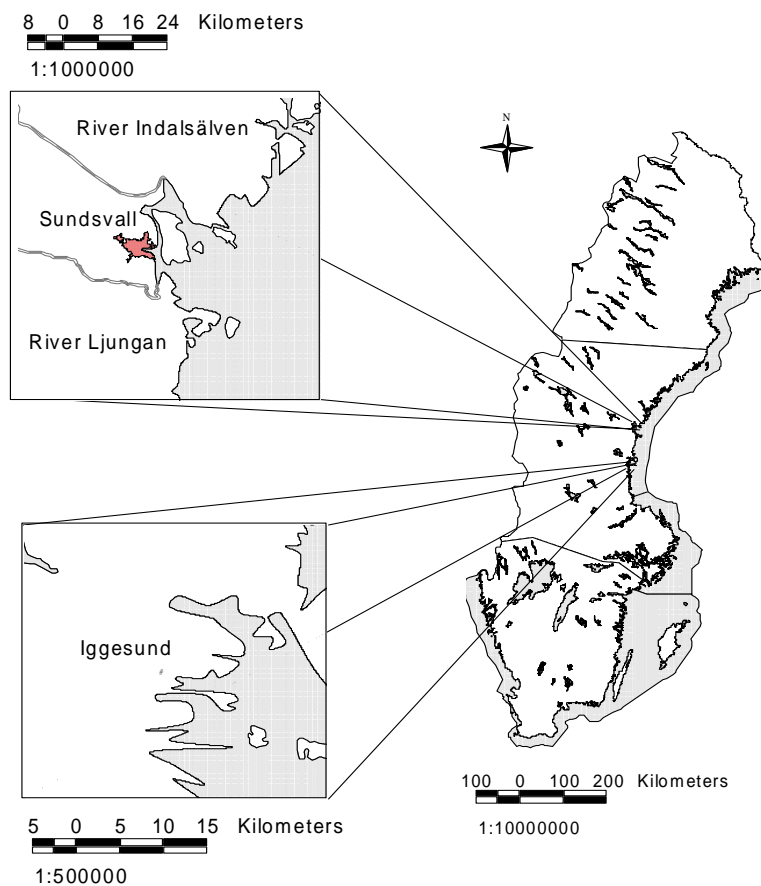 8 0 8 16 24 Kilometers
1:1000000
River Indalsälven
Sundsvall
River Ljungan
N
Iggesund
100 0 100 200 Kilometers
1:10000000
5 0 5 10 15 Kilometers
1:500000